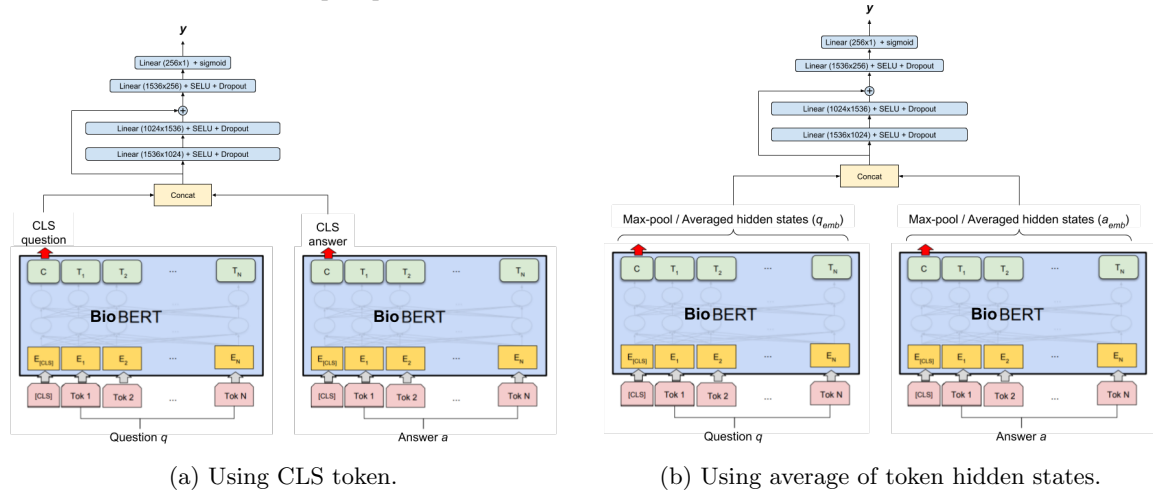 y
Linear (256x1) + sigmoid
Linear (1536x256) + SELU + Dropout
Linear (1024x1536) + SELU + Dropout
Linear (1536x1024) + SELU + Dropout
Concat
CLS question
CLS answer
C T1 T2 ... TN
BioBERT
E[CLS] E1 E2 ... EN
[CLS] Tok 1 Tok 2 ... Tok N
Question q
C T1 T2 ... TN
BioBERT
E[CLS] E1 E2 ... EN
[CLS] Tok 1 Tok 2 ... Tok N
Answer a
(a) Using CLS token.
y
Linear (256x1) + sigmoid
Linear (1536x256) + SELU + Dropout
Linear (1024x1536) + SELU + Dropout
Linear (1536x1024) + SELU + Dropout
Concat
Max-pool / Averaged hidden states (q_emb)
Max-pool / Averaged hidden states (a_emb)
C T1 T2 ... TN
BioBERT
E[CLS] E1 E2 ... EN
[CLS] Tok 1 Tok 2 ... Tok N
Question q
C T1 T2 ... TN
BioBERT
E[CLS] E1 E2 ... EN
[CLS] Tok 1 Tok 2 ... Tok N
Answer a
(b) Using average of token hidden states.